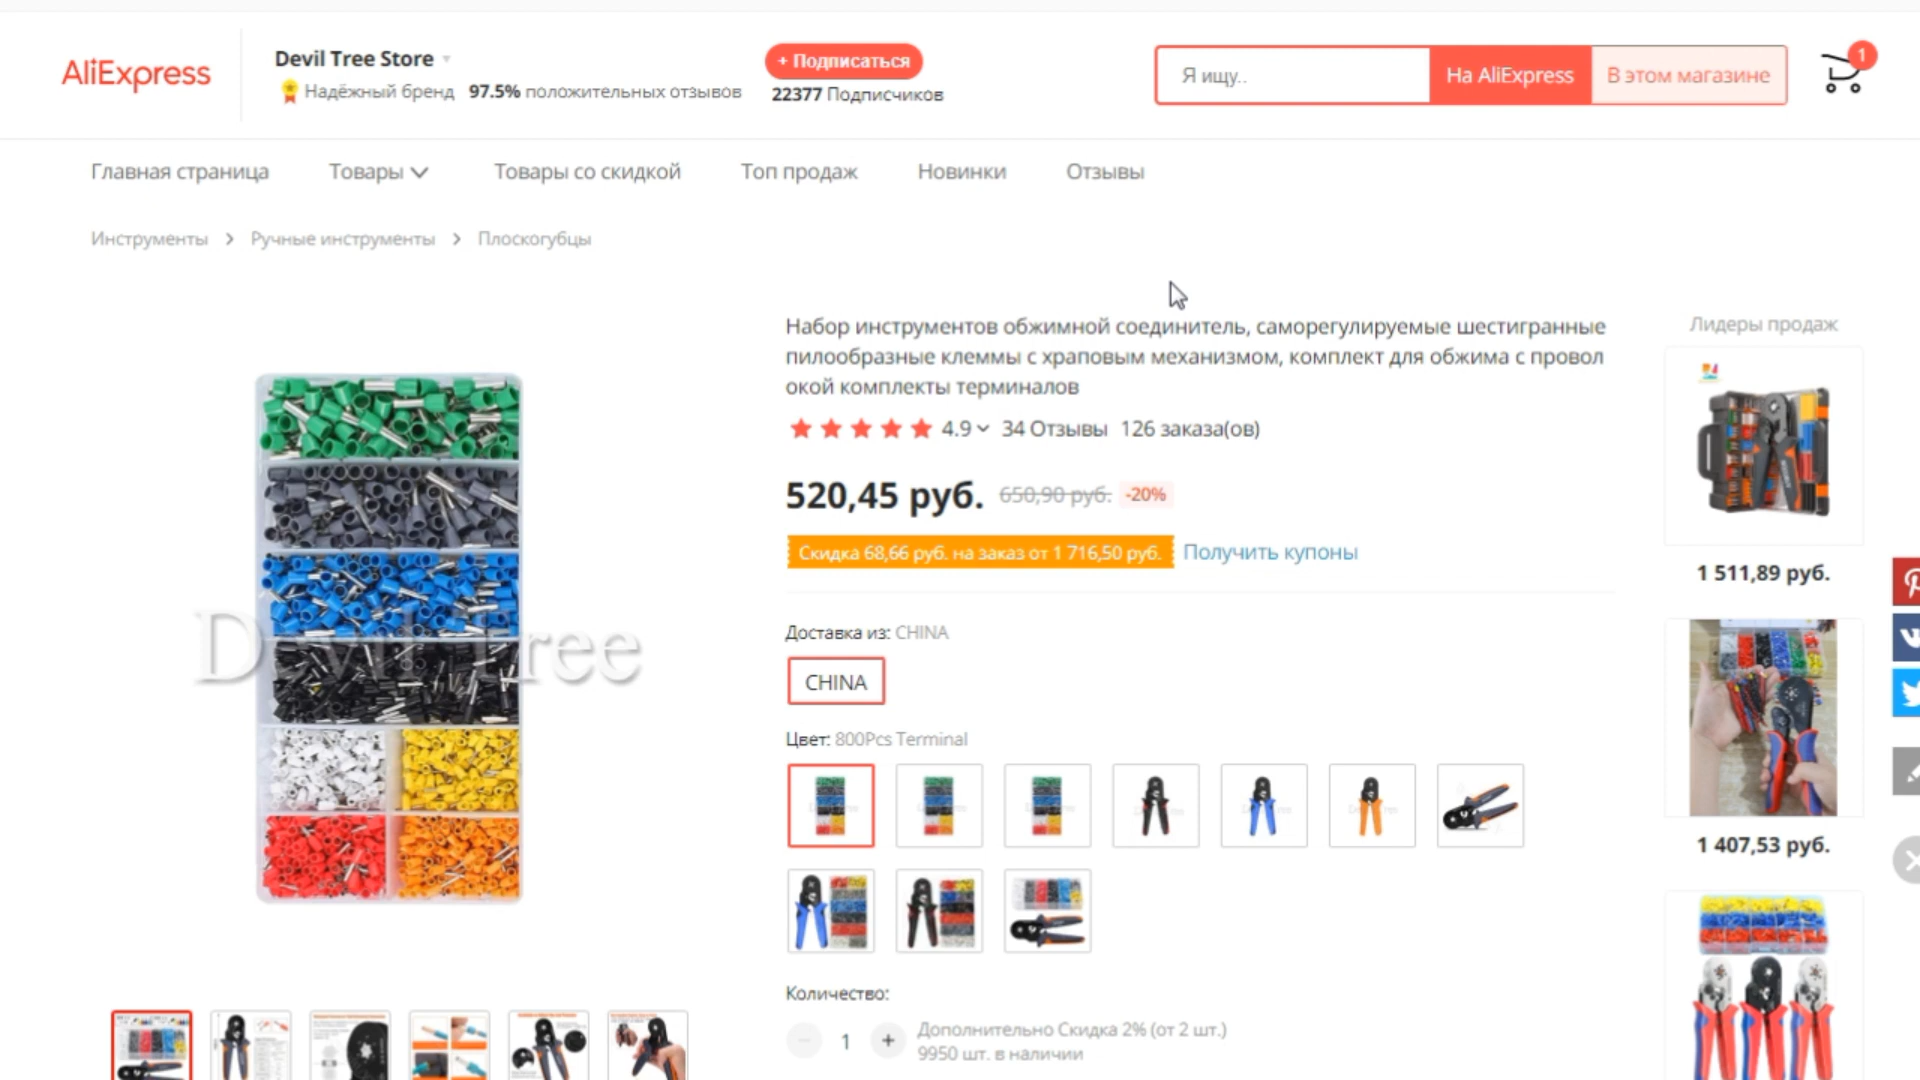 AliExpress
Devil Tree Store
Надёжный бренд 97.5% положительных отзывов
+ Подписаться
22377 Подписчиков
Я ищу..
На AliExpress
В этом магазине
1
Главная страница
Товары
Товары со скидкой
Топ продаж
Новинки
Отзывы
Инструменты > Ручные инструменты > Плоскогубцы
Набор инструментов обжимной соединитель, саморегулируемые шестигранные
пилообразные клеммы с храповым механизмом, комплект для обжима с провол
окой комплекты терминалов
4.9 34 Отзывы 126 заказа(ов)
520,45 руб. 650,90 руб. -20%
Скидка 68,66 руб. на заказ от 1 716,50 руб. Получить купоны
Доставка из: CHINA
CHINA
Цвет: 800Pcs Terminal
Количество:
1
Дополнительно Скидка 2% (от 2 шт.)
9950 шт. в наличии
Devil Tree
Лидеры продаж
1 511,89 руб.
1 407,53 руб.